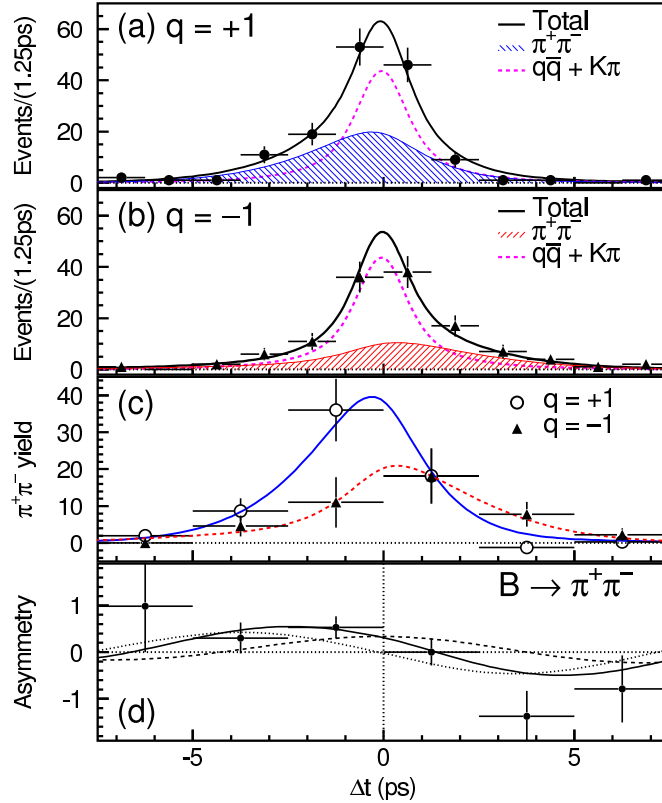 (a) q = +1
Total
π⁺π⁻
qq̅ + Kπ
Events/(1.25ps)
60
40
20
0
(b) q = −1
Total
π⁺π⁻
qq̅ + Kπ
Events/(1.25ps)
60
40
20
0
(c)
q = +1
q = −1
π⁺π⁻ yield
40
30
20
10
0
B → π⁺π⁻
Asymmetry
1
0
-1
(d)
-5 0 5
Δt (ps)